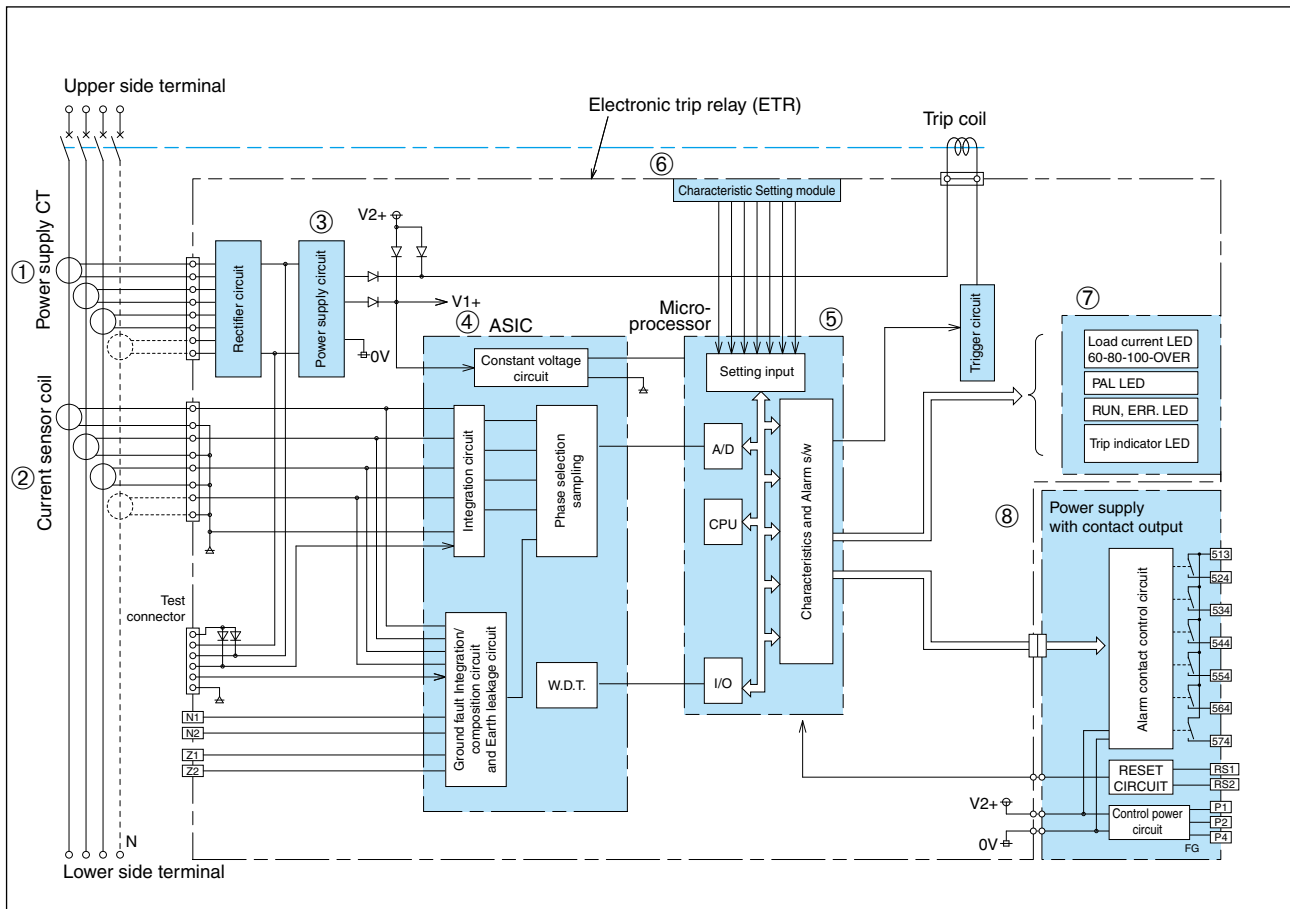 Upper side terminal
Electronic trip relay (ETR)
Trip coil
⑥
Characteristic Setting module
①
Power supply CT
Rectifier circuit
③
Power supply circuit
V2+
V1+
0V
Micro-
processor
④
ASIC
⑤
Constant voltage
circuit
Setting input
Trigger circuit
⑦
Load current LED
60-80-100-OVER
PAL LED
RUN, ERR. LED
Trip indicator LED
②
Current sensor coil
Integration circuit
Phase selection
sampling
A/D
CPU
I/O
Characteristics and Alarm s/w
⑧
Power supply
with contact output
Alarm contact control circuit
513
524
534
544
554
564
574
Test
connector
Ground fault Integration/
composition circuit
and Earth leakage circuit
W.D.T.
N1
N2
Z1
Z2
RESET
CIRCUIT
RS1
RS2
V2+
0V
Control power
circuit
P1
P2
P4
FG
N
Lower side terminal